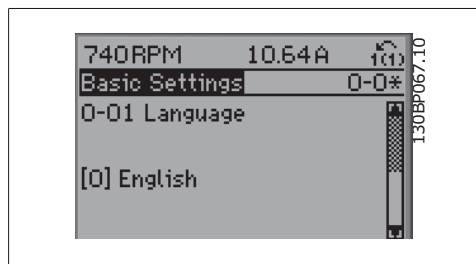 740RPM 10.64A 1(1)
Basic Settings 0-0*
0-01 Language
[0] English
130BP067.10